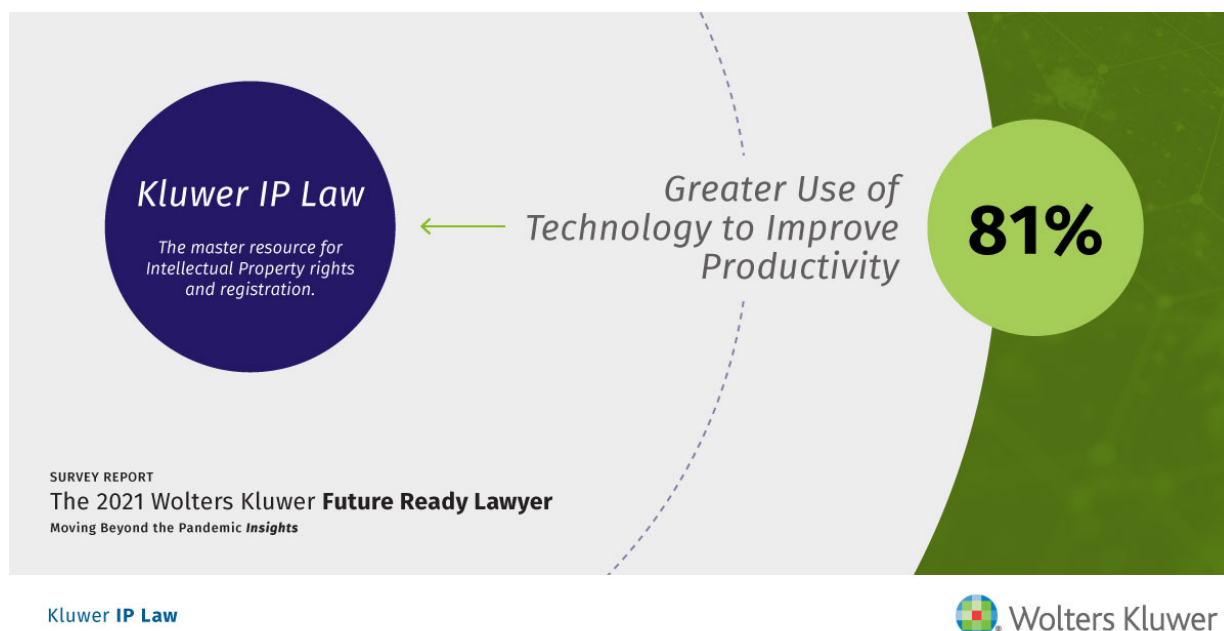 Kluwer IP Law
The master resource for
Intellectual Property rights
and registration.
Greater Use of
Technology to Improve
Productivity
81%
SURVEY REPORT
The 2021 Wolters Kluwer Future Ready Lawyer
Moving Beyond the Pandemic Insights
Kluwer IP Law
Wolters Kluwer